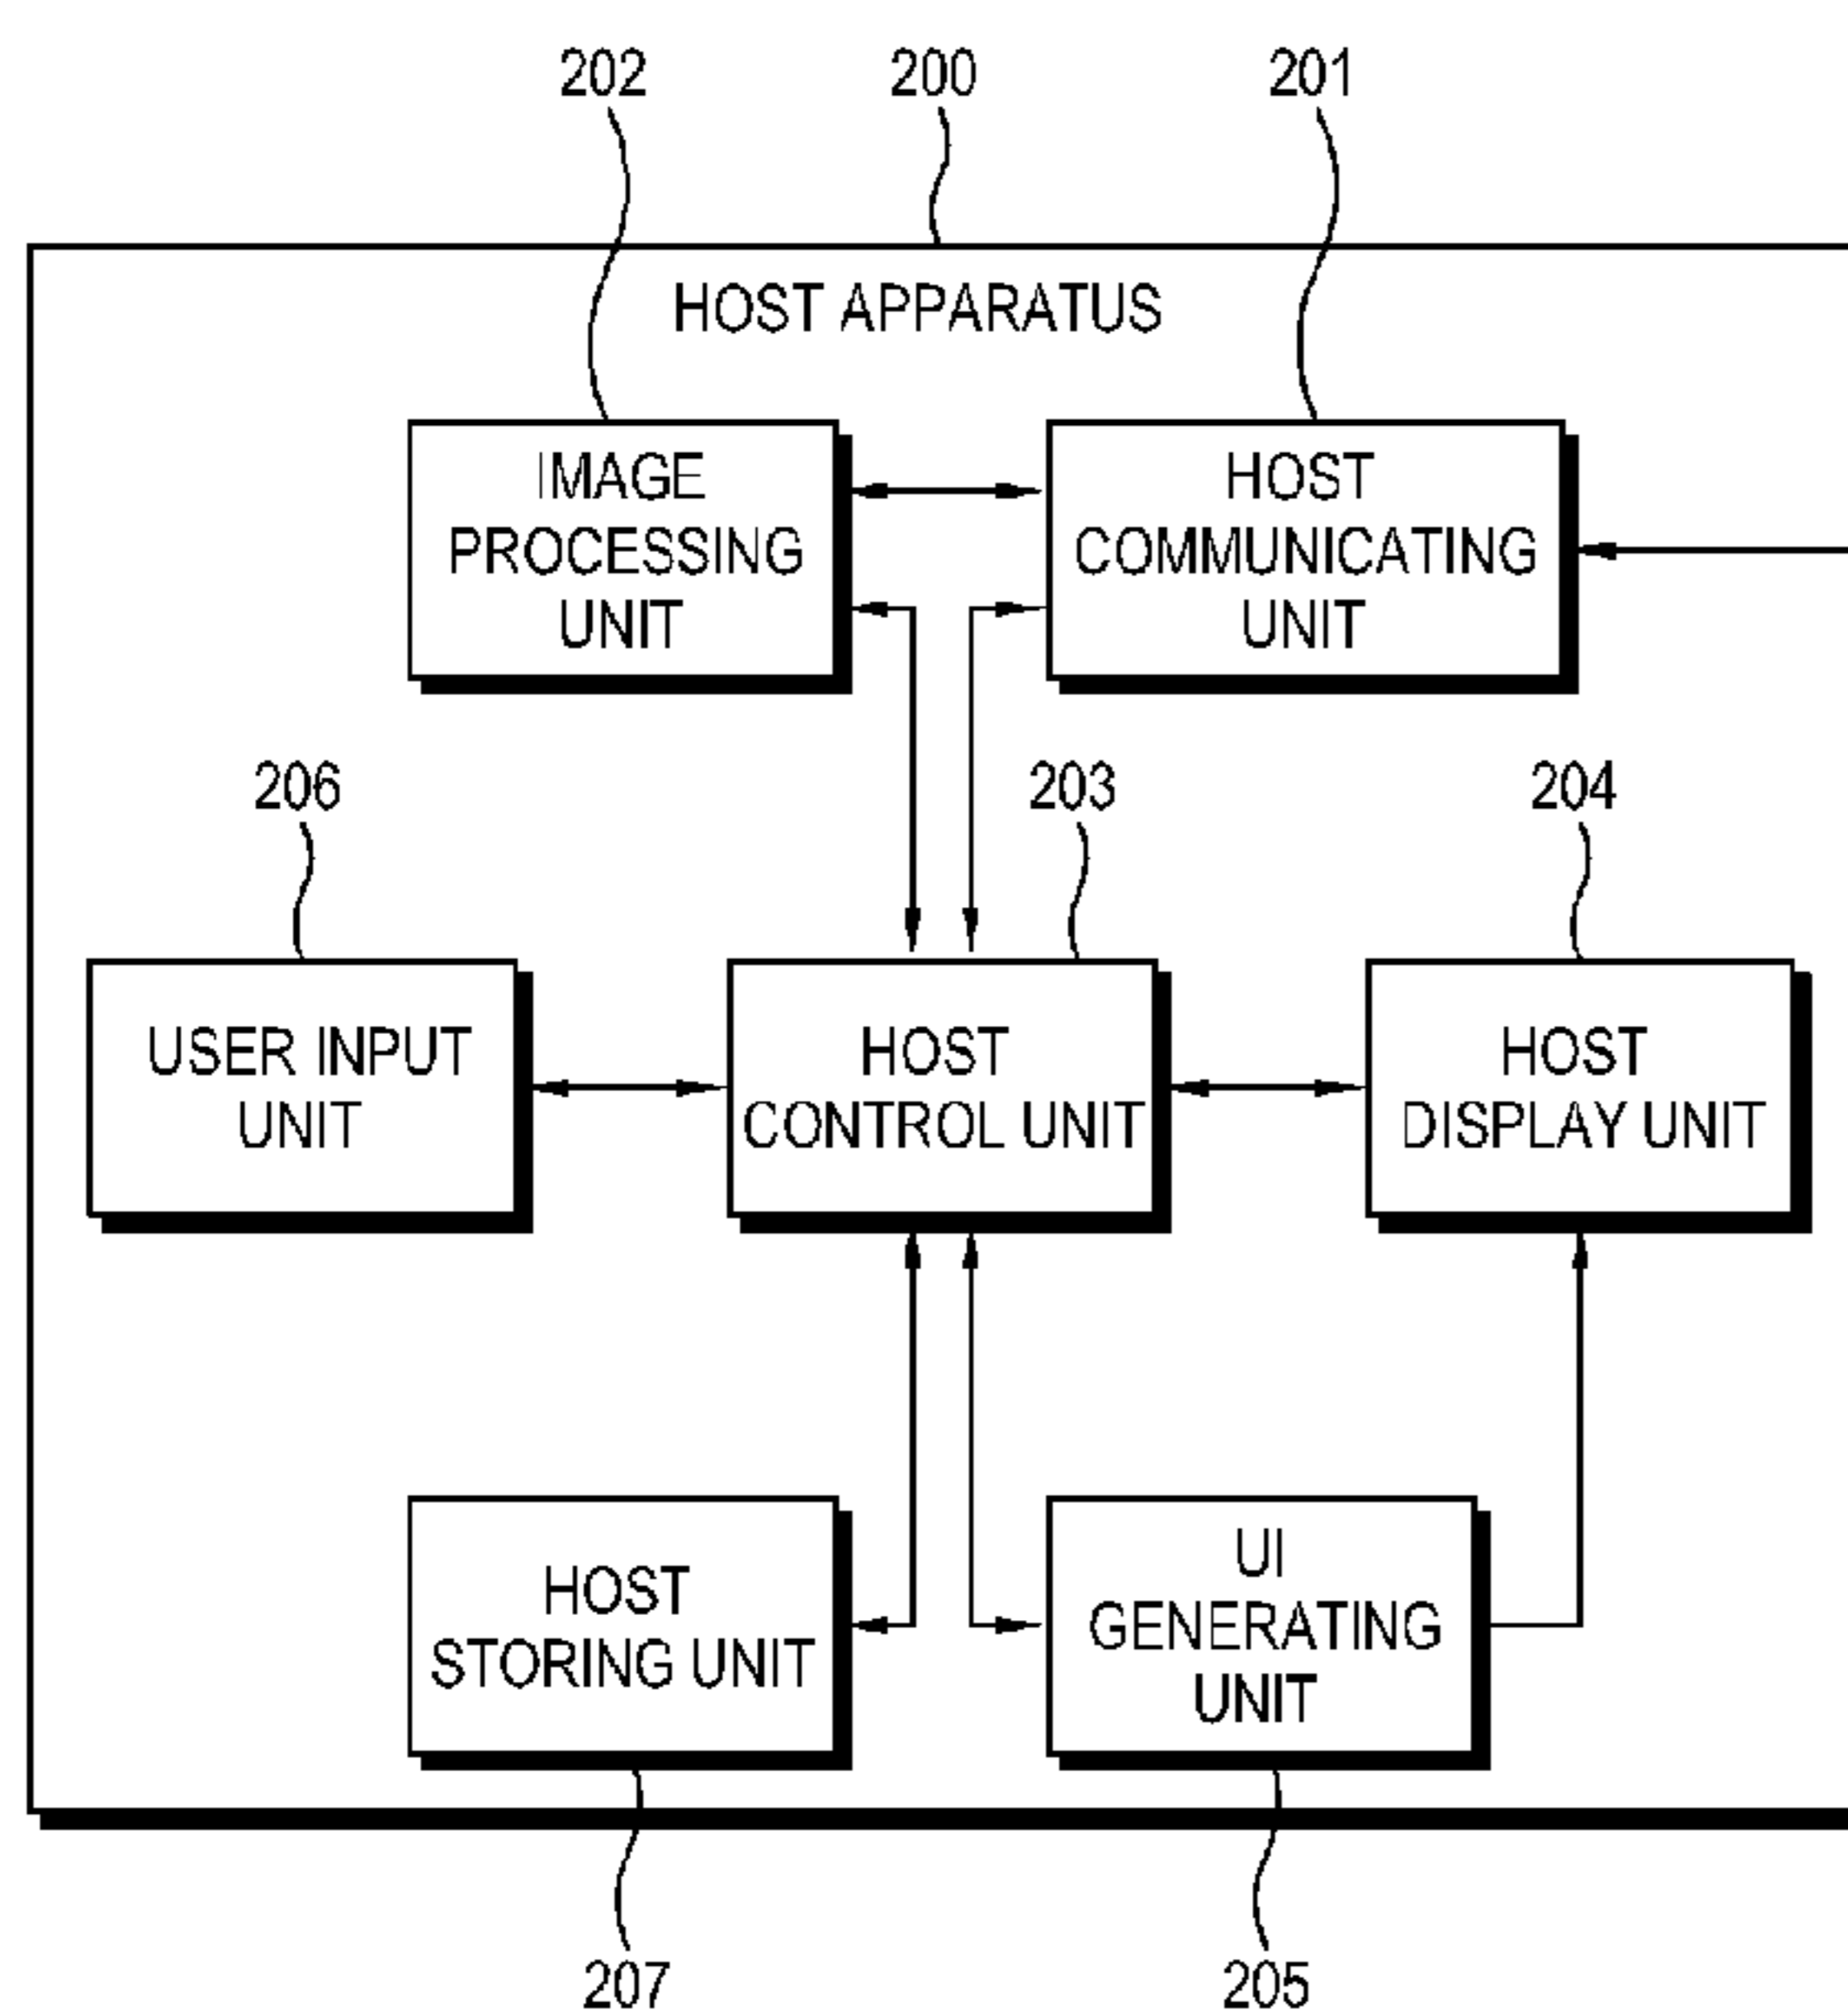 202
200
201
HOST APPARATUS
IMAGE
PROCESSING
UNIT
HOST
COMMUNICATING
UNIT
206
203
204
USER INPUT
UNIT
HOST
CONTROL UNIT
HOST
DISPLAY UNIT
HOST
STORING UNIT
UI
GENERATING
UNIT
207
205